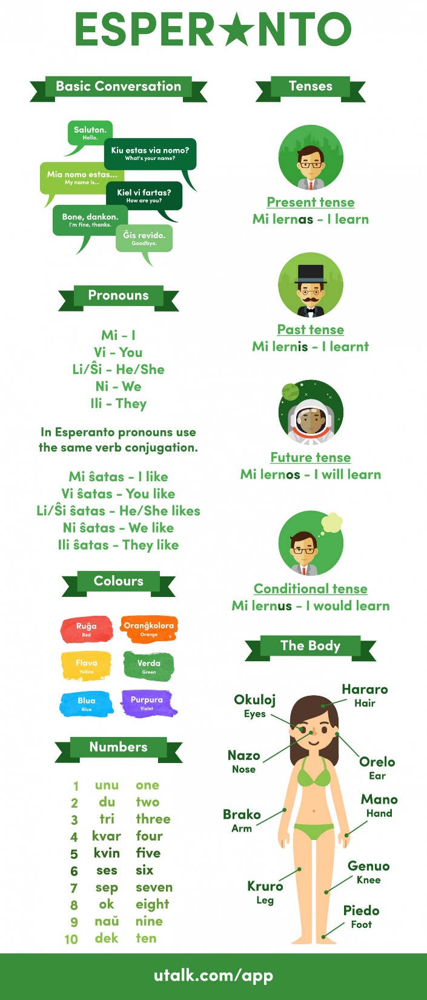 ESPER★NTO
Basic Conversation
Saluton.
Hello.
Kiu estas via nomo?
What's your name?
Mia nomo estas...
My name is...
Kiel vi fartas?
How are you?
Bone, dankon.
I'm fine, thanks.
Ĝis revido.
Goodbye.
Pronouns
Mi - I
Vi - You
Li/Ŝi - He/She
Ni - We
Ili - They
In Esperanto pronouns use
the same verb conjugation.
Mi ŝatas - I like
Vi ŝatas - You like
Li/Ŝi ŝatas - He/She likes
Ni ŝatas - We like
Ili ŝatas - They like
Colours
Ruĝa
Red
Oranĝkolora
Orange
Flava
Yellow
Verda
Green
Blua
Blue
Purpura
Violet
Numbers
1 unu one
2 du two
3 tri three
4 kvar four
5 kvin five
6 ses six
7 sep seven
8 ok eight
9 naŭ nine
10 dek ten
Tenses
Present tense
Mi lernas - I learn
Past tense
Mi lernis - I learnt
Future tense
Mi lernos - I will learn
Conditional tense
Mi lernus - I would learn
The Body
Hararo
Hair
Okuloj
Eyes
Nazo
Nose
Orelo
Ear
Mano
Hand
Brako
Arm
Genuo
Knee
Kruro
Leg
Piedo
Foot
utalk.com/app